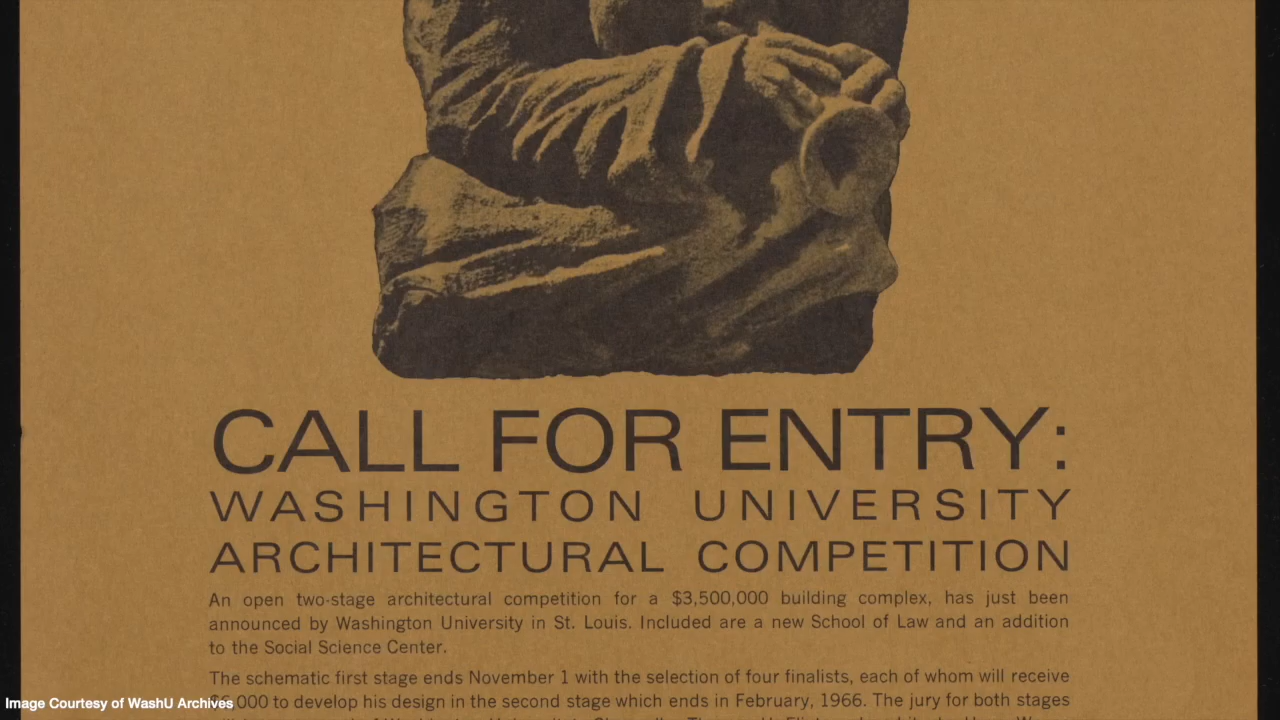 CALL FOR ENTRY:
WASHINGTON UNIVERSITY
ARCHITECTURAL COMPETITION
An open two-stage architectural competition for a $3,500,000 building complex, has just been
announced by Washington University in St. Louis. Included are a new School of Law and an addition
to the Social Science Center.
The schematic first stage ends November 1 with the selection of four finalists, each of whom will receive
to develop his design in the second stage which ends in February, 1966. The jury for both stages
Image Courtesy of WashU Archives